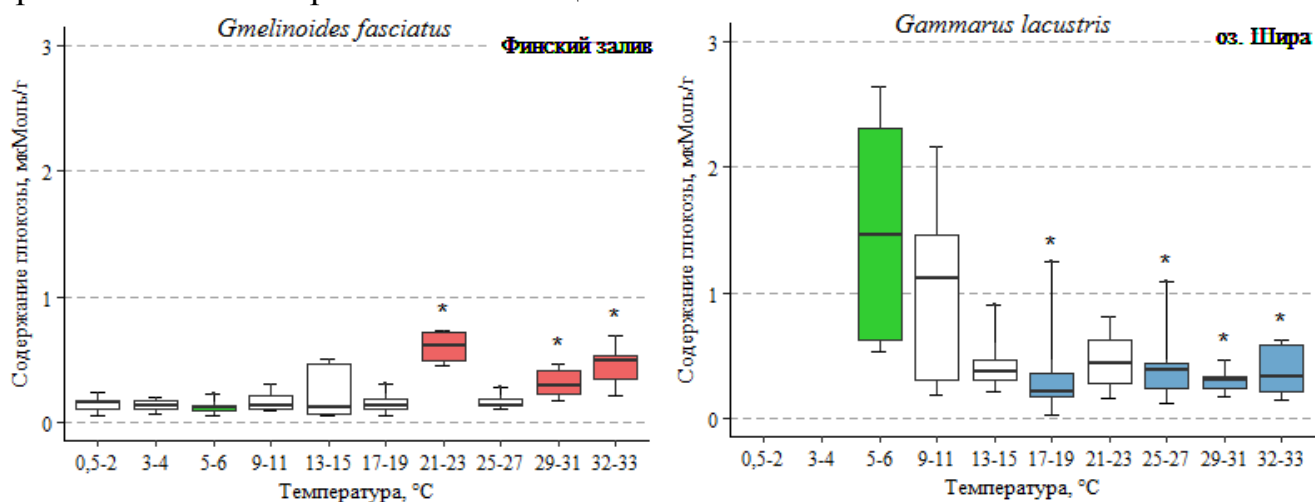 Gmelinoides fasciatus
Финский залив
Содержание глюкозы, мкМоль/г
3
2
1
0
*
*
*
0,5-2 3-4 5-6 9-11 13-15 17-19 21-23 25-27 29-31 32-33
Температура, °C
Gammarus lacustris
оз. Шира
Содержание глюкозы, мкМоль/г
3
2
1
0
*
*
*
*
0,5-2 3-4 5-6 9-11 13-15 17-19 21-23 25-27 29-31 32-33
Температура, °C